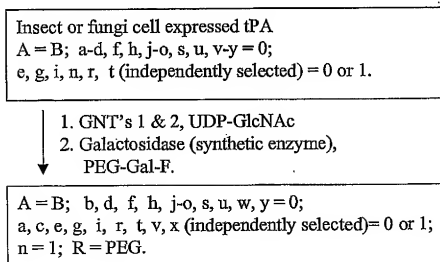 Insect or fungi cell expressed tPA
A = B; a-d, f, h, j-o, s, u, v-y = 0;
e, g, i, n, r, t (independently selected) = 0 or 1.
1. GNT's 1 & 2, UDP-GlcNAc
2. Galactosidase (synthetic enzyme),
PEG-Gal-F.
A = B; b, d, f, h, j-o, s, u, w, y = 0;
a, c, e, g, i, r, t, v, x (independently selected)= 0 or 1;
n = 1; R = PEG.